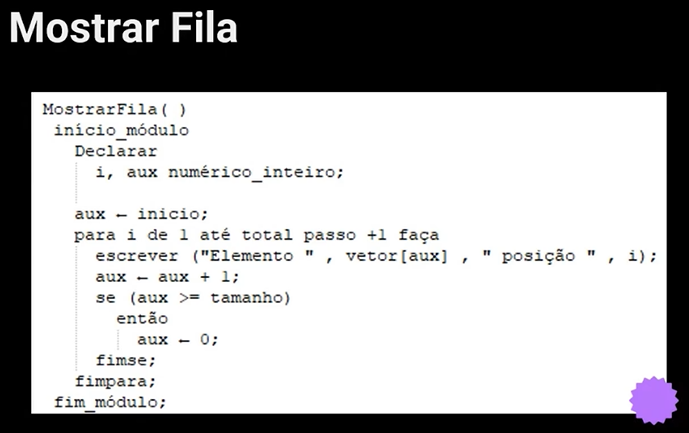 Mostrar Fila
MostrarFila( )
início_módulo
Declarar
i, aux numérico_inteiro;
aux ← inicio;
para i de 1 até total passo +1 faça
escrever ("Elemento " , vetor[aux] , " posição " , i);
aux ← aux + 1;
se (aux >= tamanho)
então
aux ← 0;
fimse;
fimpara;
fim_módulo;